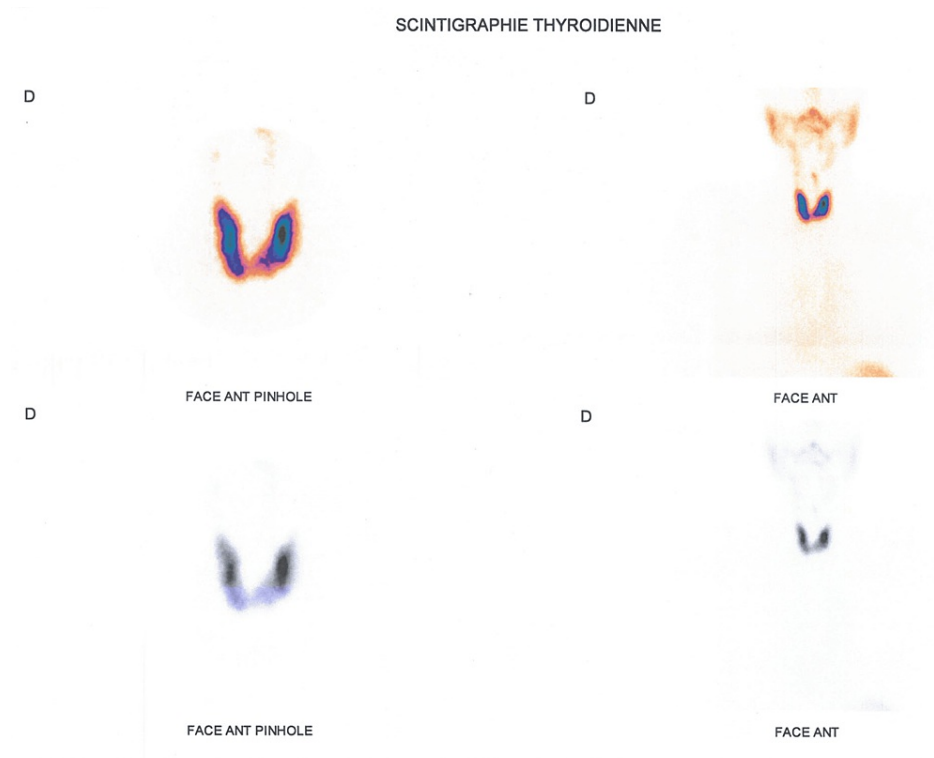 SCINTIGRAPHIE THYROIDIENNE
D
D
FACE ANT PINHOLE
FACE ANT
D
D
FACE ANT PINHOLE
FACE ANT